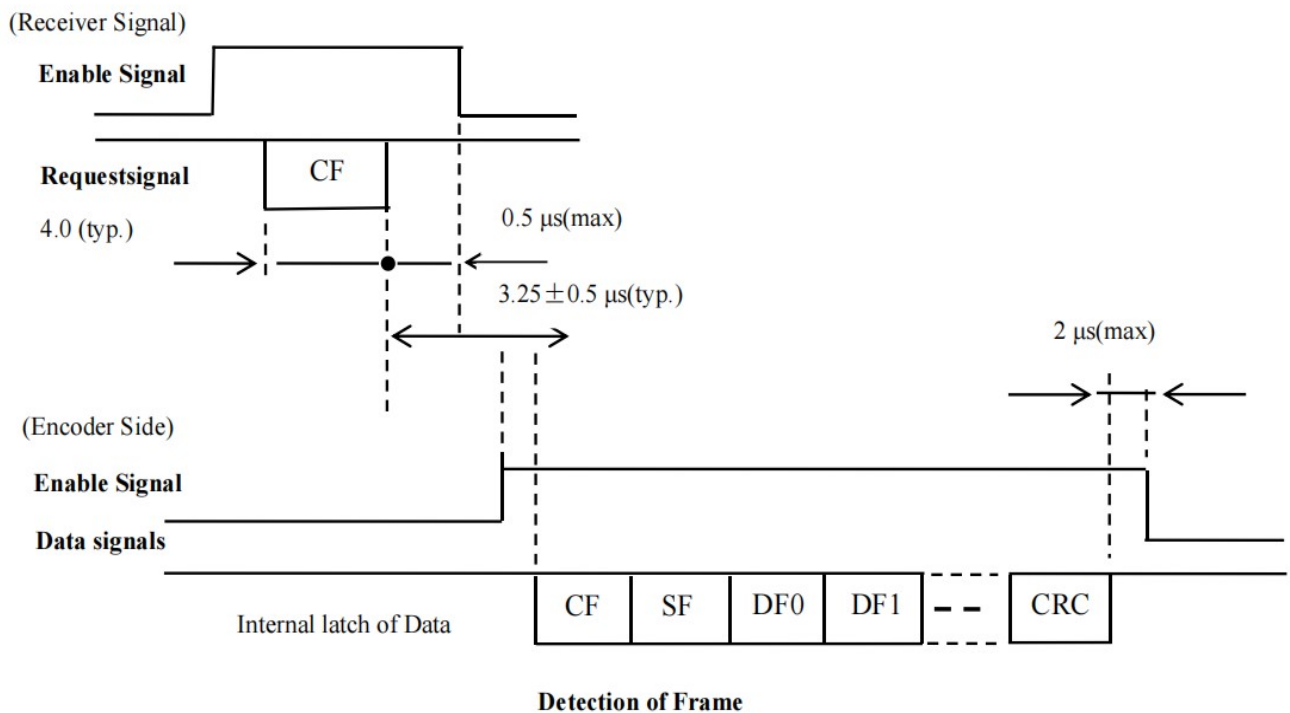 (Receiver Signal)
Enable Signal
Requestsignal
CF
4.0 (typ.)
0.5 μs(max)
3.25±0.5 μs(typ.)
2 μs(max)
(Encoder Side)
Enable Signal
Data signals
Internal latch of Data
CF SF DF0 DF1 CRC
Detection of Frame